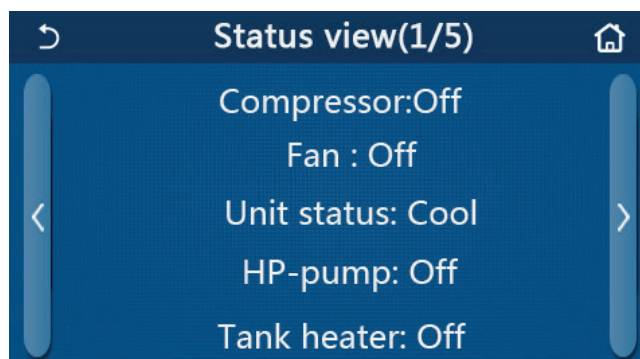 Status view(1/5)
Compressor:Off
Fan : Off
Unit status: Cool
HP-pump: Off
Tank heater: Off